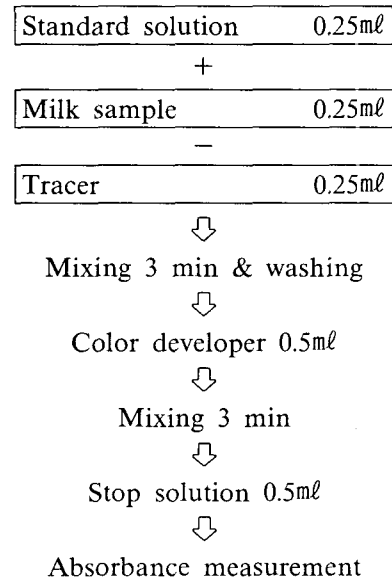 Standard solution 0.25㎖
+
Milk sample 0.25㎖
−
Tracer 0.25㎖
⇩
Mixing 3 min & washing
⇩
Color developer 0.5㎖
⇩
Mixing 3 min
⇩
Stop solution 0.5㎖
⇩
Absorbance measurement